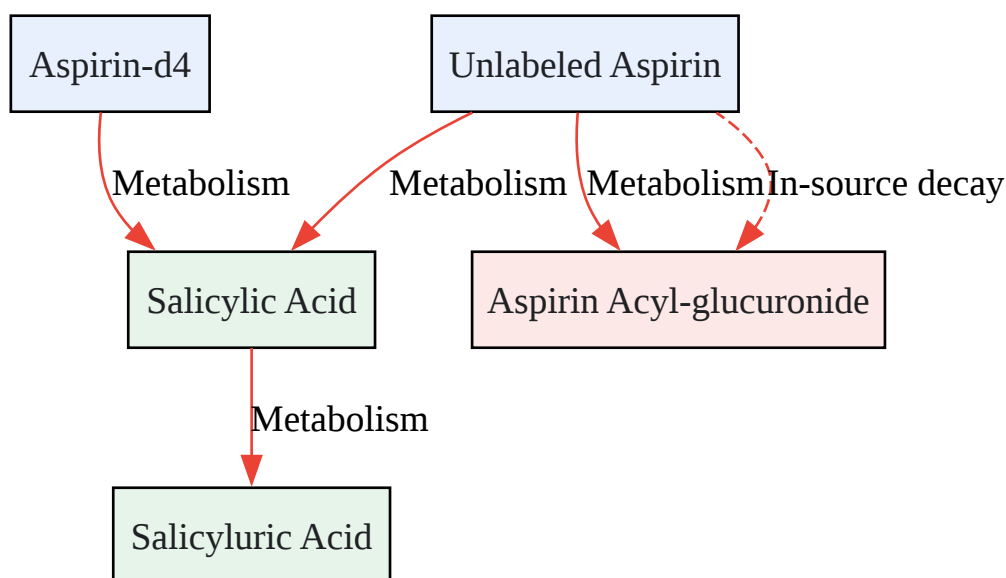 Aspirin-d4
Unlabeled Aspirin
Metabolism
Metabolism
Metabolism
In-source decay
Salicylic Acid
Aspirin Acyl-glucuronide
Metabolism
Salicyluric Acid